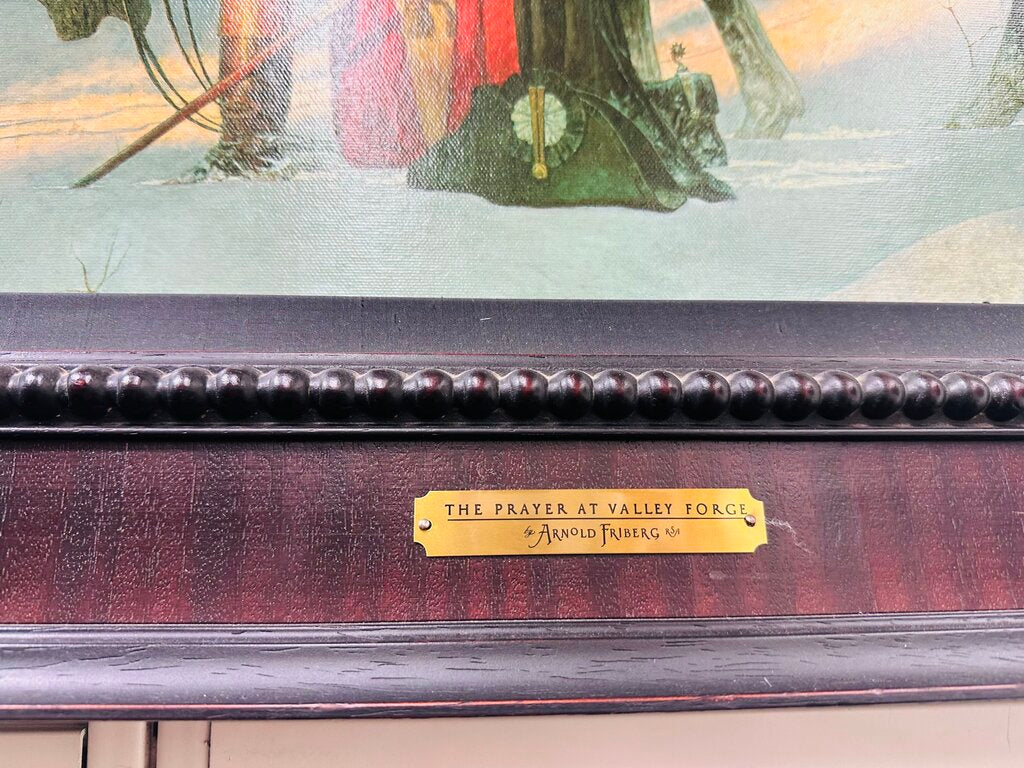 THE PRAYER AT VALLEY FORGE
by ARNOLD FRIBERG RSA